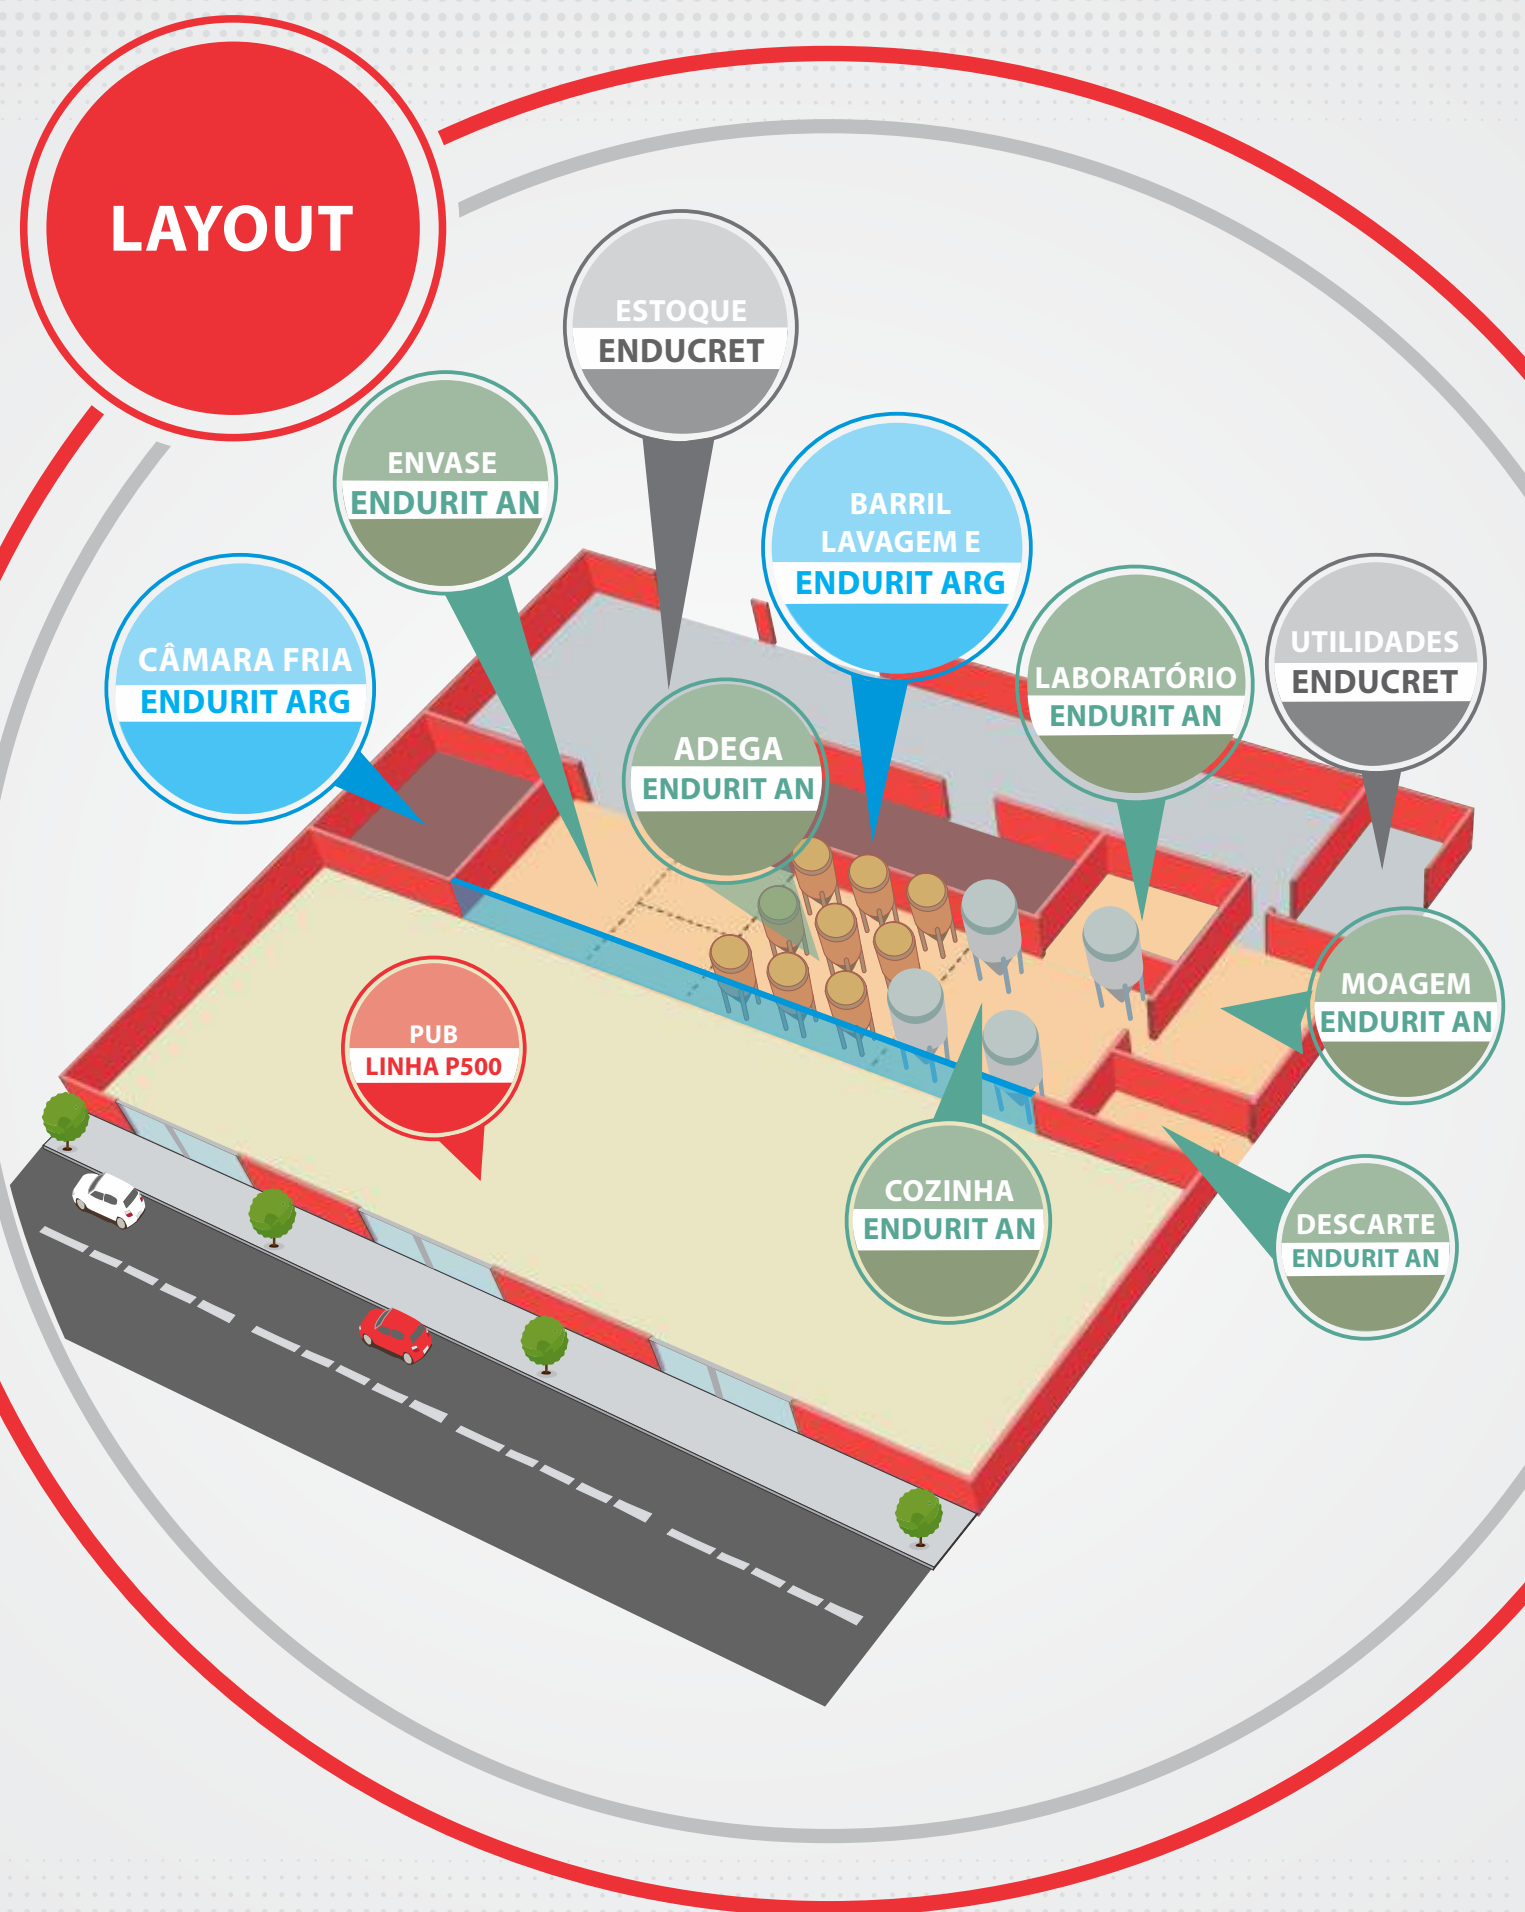 LAYOUT
ESTOQUE
ENDUCRET
ENVASE
ENDURIT AN
BARRIL
LAVAGEM E
ENDURIT ARG
CÂMARA FRIA
ENDURIT ARG
LABORATÓRIO
ENDURIT AN
UTILIDADES
ENDUCRET
ADEGA
ENDURIT AN
MOAGEM
ENDURIT AN
PUB
LINHA P500
COZINHA
ENDURIT AN
DESCARTE
ENDURIT AN